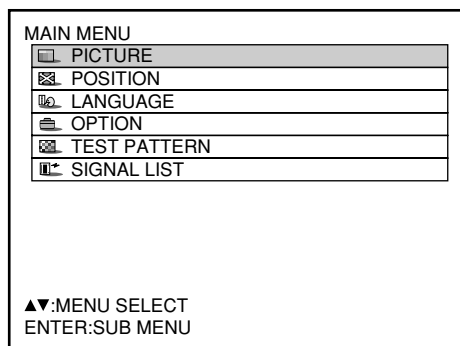 MAIN MENU
PICTURE
POSITION
LANGUAGE
OPTION
TEST PATTERN
SIGNAL LIST
▲▼:MENU SELECT
ENTER:SUB MENU